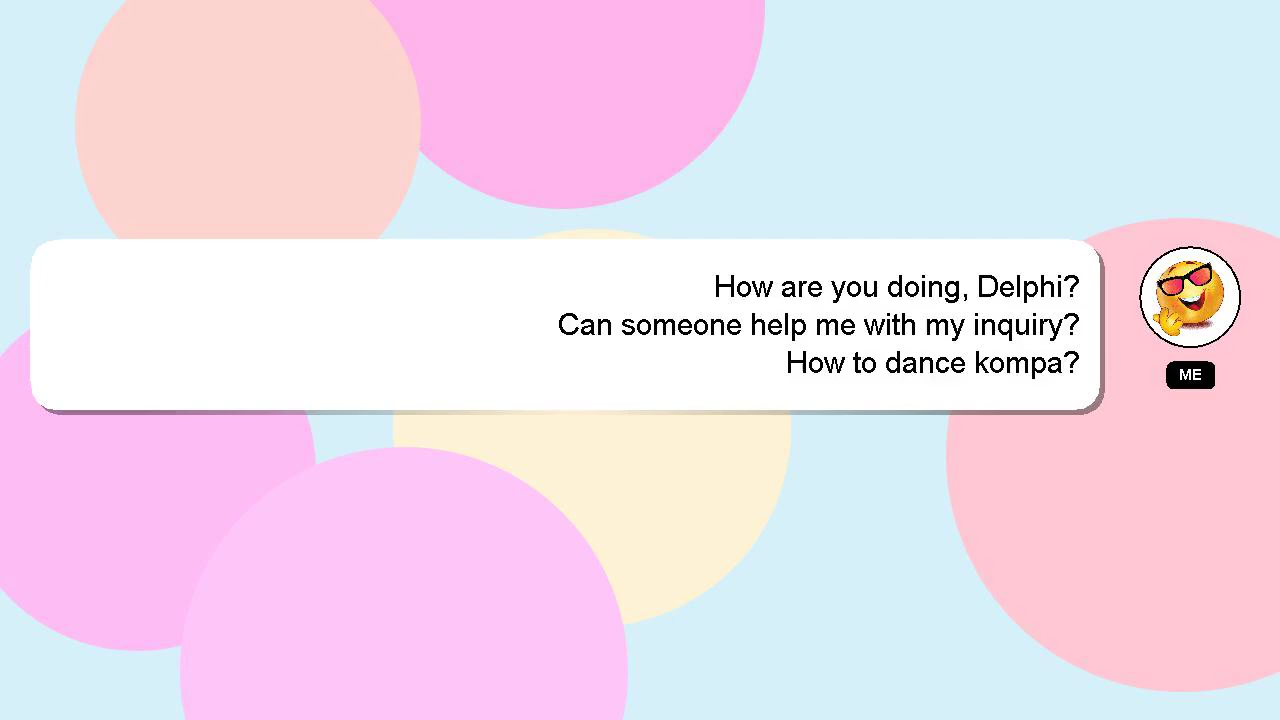 How are you doing, Delphi?
Can someone help me with my inquiry?
How to dance kompa?
ME